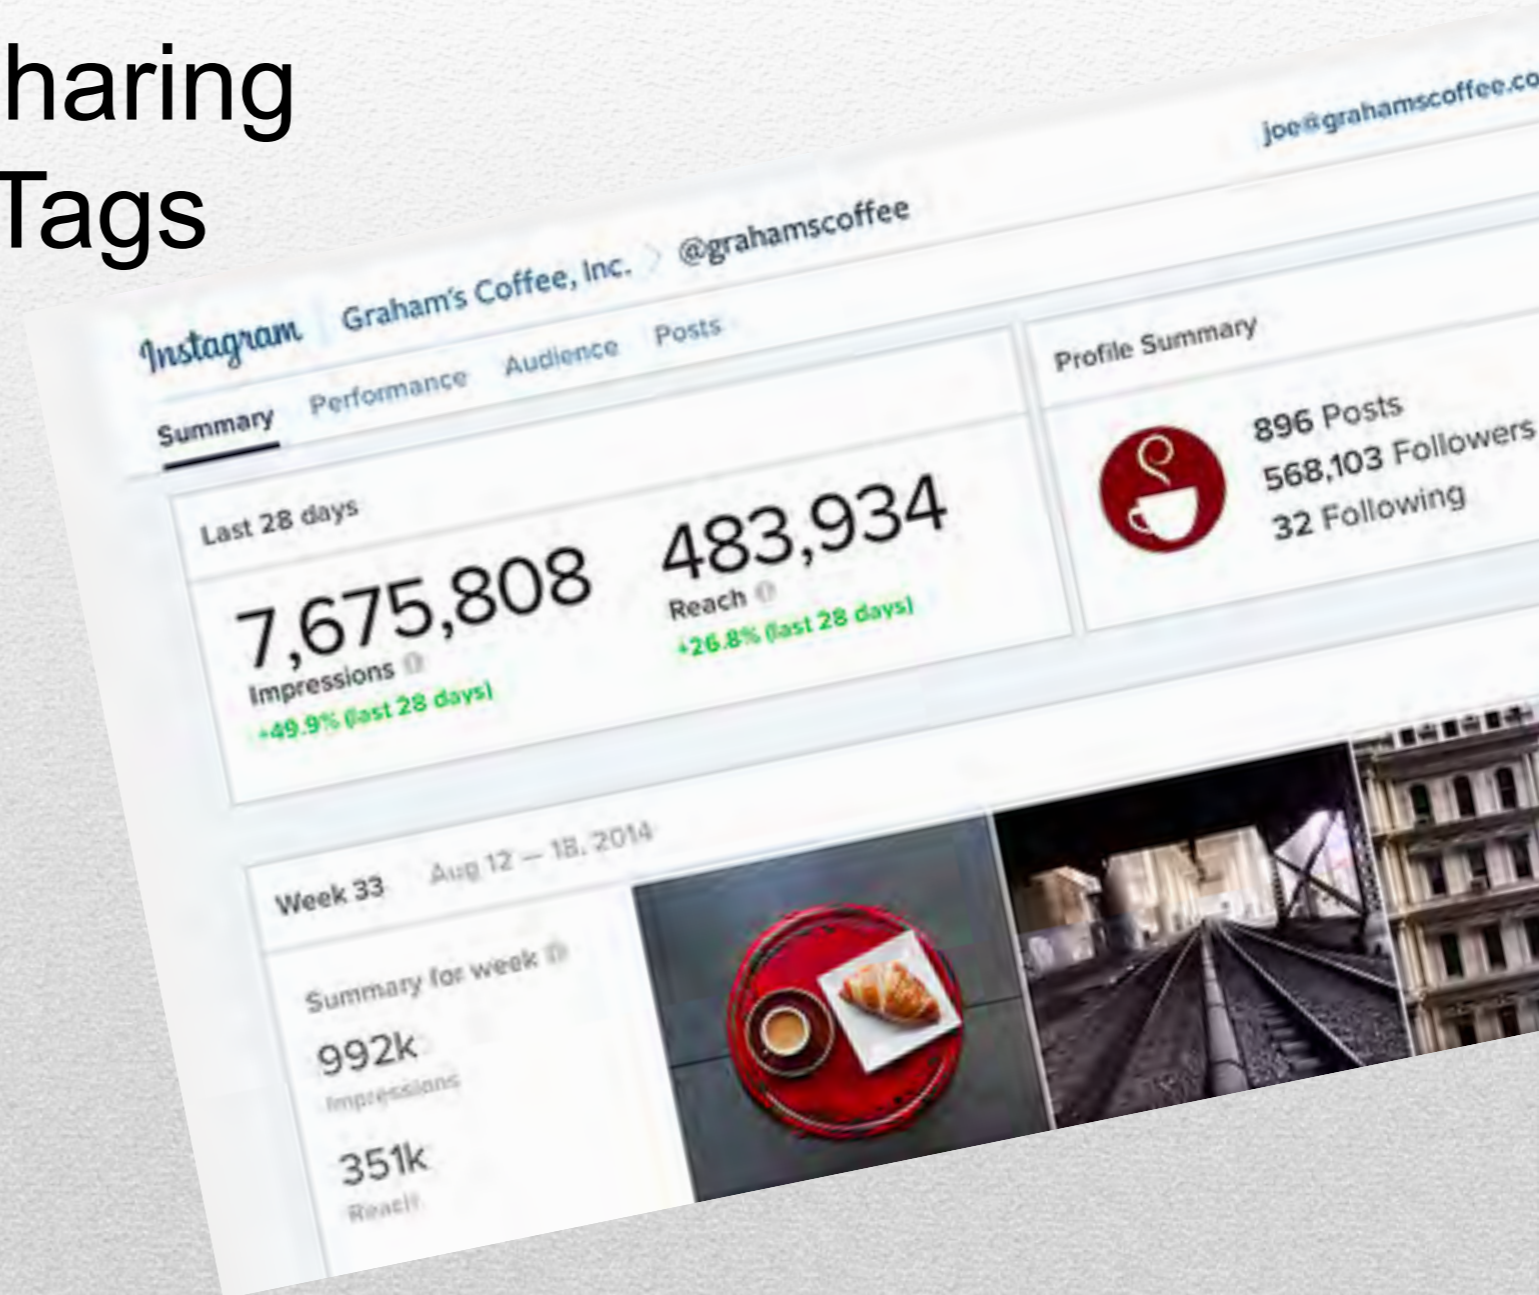 haring
Tags
joe@grahamscoffee.co
Instagram Graham's Coffee, Inc. @grahamscoffee
Summary Performance Audience Posts
Last 28 days
7,675,808
Impressions
+49.9% (last 28 days)
483,934
Reach
+26.8% (last 28 days)
Profile Summary
896 Posts
568,103 Followers
32 Following
Week 33 Aug 12 – 18, 2014
Summary for week
992k
Impressions
351k
Reach